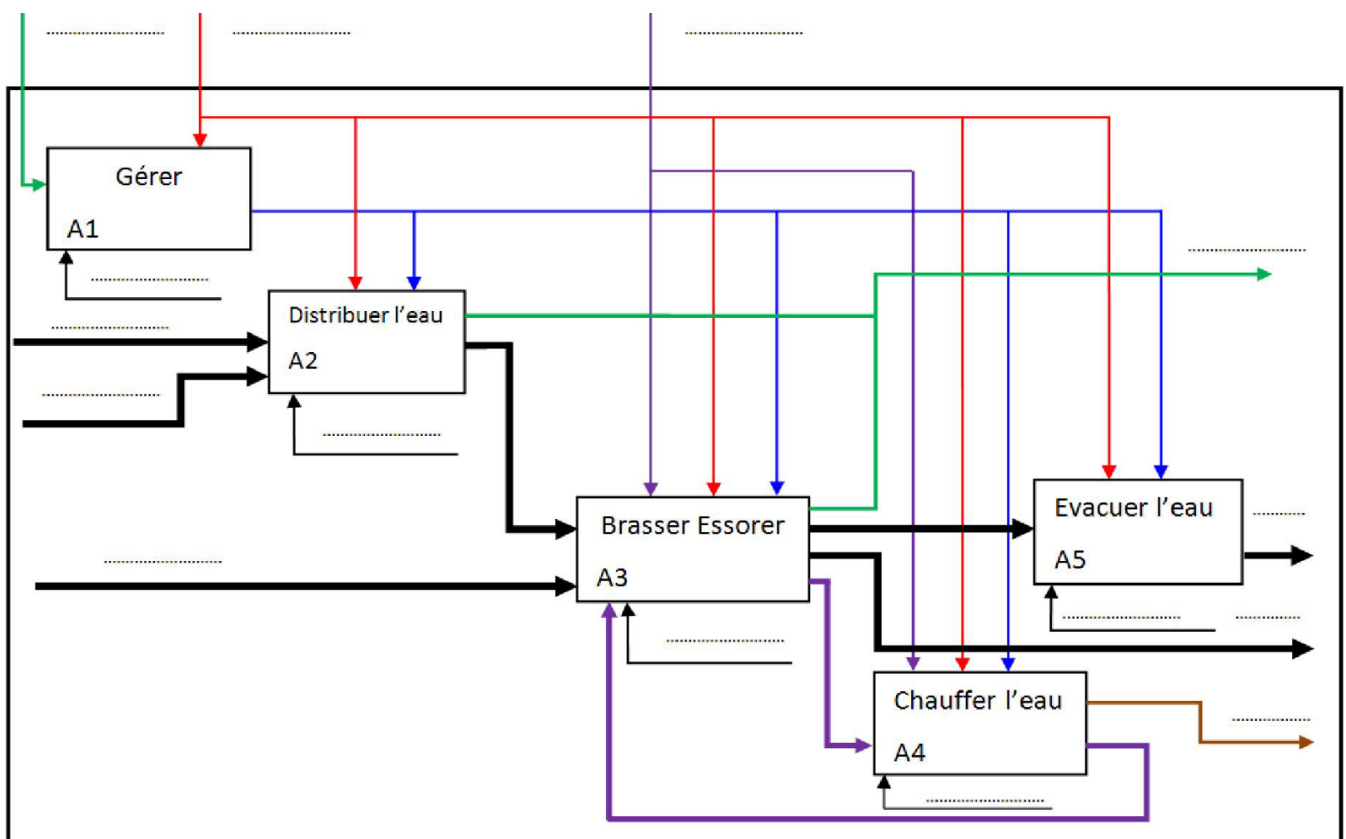 Gérer
A1
Distribuer l'eau
A2
Brasser Essorer
A3
Evacuer l'eau
A5
Chauffer l'eau
A4